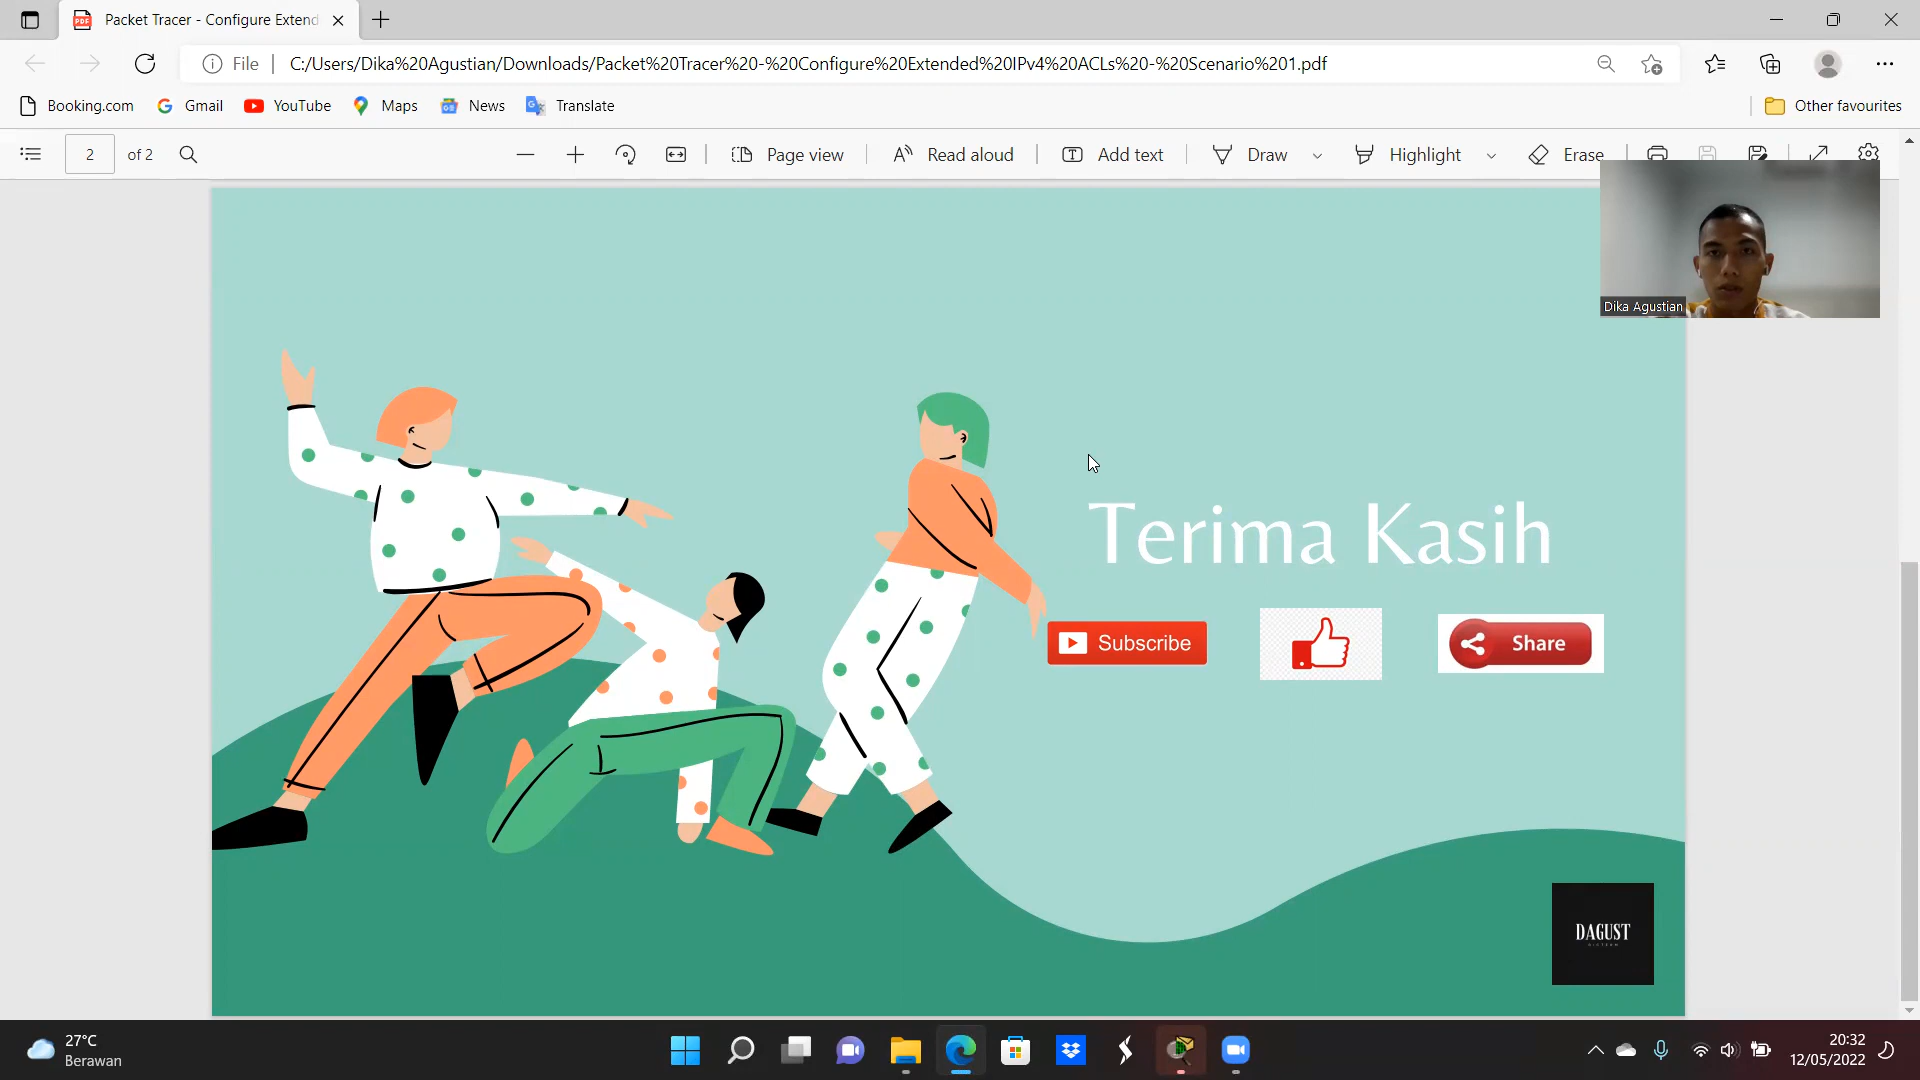 Packet Tracer - Configure Extend
File
C:/Users/Dika%20Agustian/Downloads/Packet%20Tracer%20-%20Configure%20Extended%20IPv4%20ACLs%20-%20Scenario%201.pdf
Booking.com
Gmail
YouTube
Maps
News
Translate
Other favourites
2
of 2
Page view
Read aloud
Add text
Draw
Highlight
Erase
Dika Agustian
Terima Kasih
Subscribe
Share
DAGUST
27°C
Berawan
20:32
12/05/2022